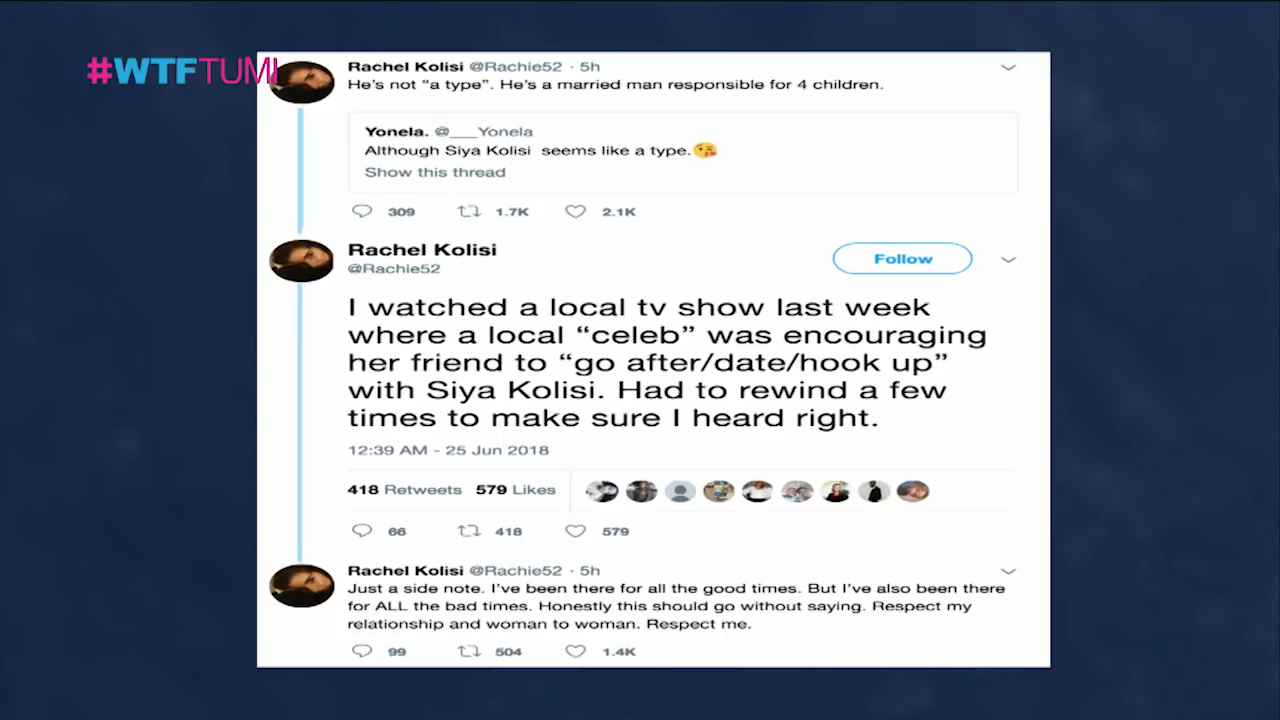 #WTFTUMI
Rachel Kolisi @Rachie52 · 5h
He's not “a type”. He's a married man responsible for 4 children.
Yonela. @___Yonela
Although Siya Kolisi seems like a type.😘
Show this thread
309 1.7K 2.1K
Rachel Kolisi
@Rachie52
Follow
I watched a local tv show last week
where a local “celeb” was encouraging
her friend to “go after/date/hook up”
with Siya Kolisi. Had to rewind a few
times to make sure I heard right.
12:39 AM - 25 Jun 2018
418 Retweets 579 Likes
66 418 579
Rachel Kolisi @Rachie52 · 5h
Just a side note. I've been there for all the good times. But I've also been there
for ALL the bad times. Honestly this should go without saying. Respect my
relationship and woman to woman. Respect me.
99 504 1.4K